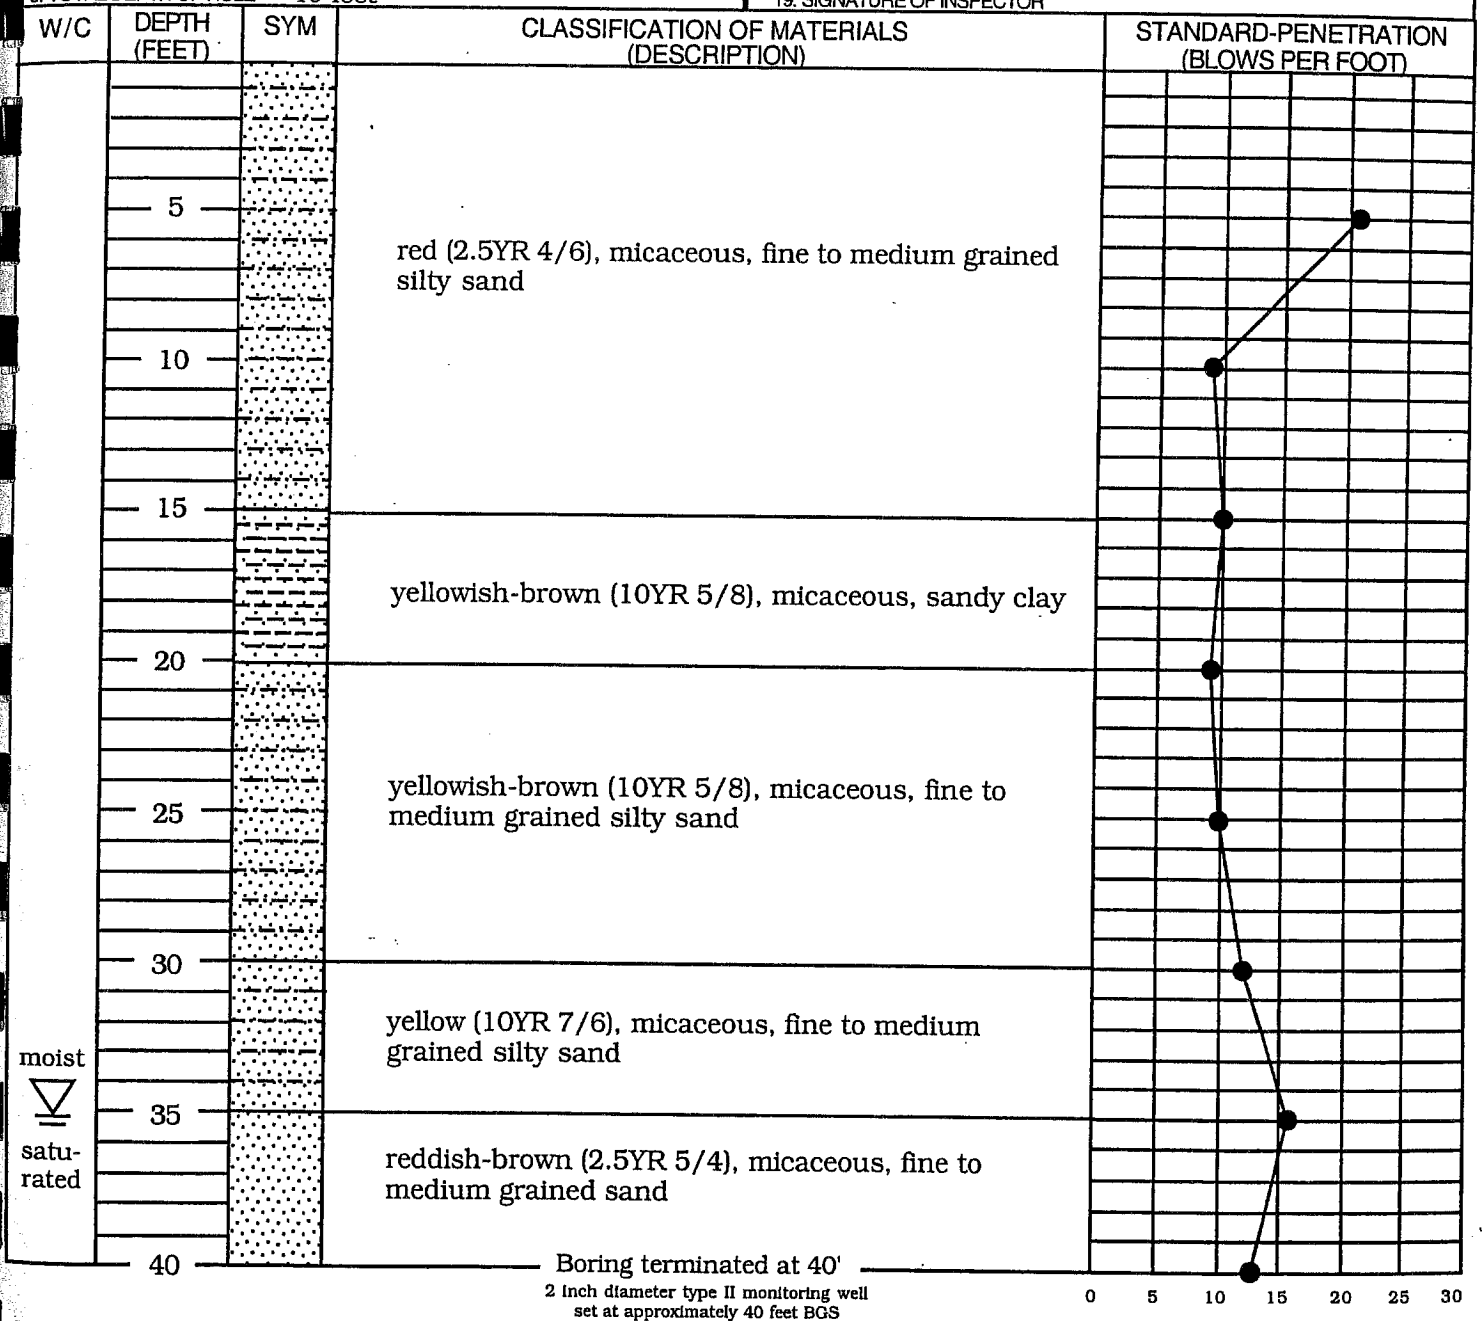 19. SIGNATURE OF INSPECTOR
W/C
DEPTH
(FEET)
SYM
CLASSIFICATION OF MATERIALS
(DESCRIPTION)
STANDARD-PENETRATION
(BLOWS PER FOOT)
5
red (2.5YR 4/6), micaceous, fine to medium grained
silty sand
10
15
yellowish-brown (10YR 5/8), micaceous, sandy clay
20
yellowish-brown (10YR 5/8), micaceous, fine to
medium grained silty sand
25
30
yellow (10YR 7/6), micaceous, fine to medium
grained silty sand
moist
35
satu-
rated
reddish-brown (2.5YR 5/4), micaceous, fine to
medium grained sand
40
Boring terminated at 40'
2 inch diameter type II monitoring well
set at approximately 40 feet BGS
0 5 10 15 20 25 30